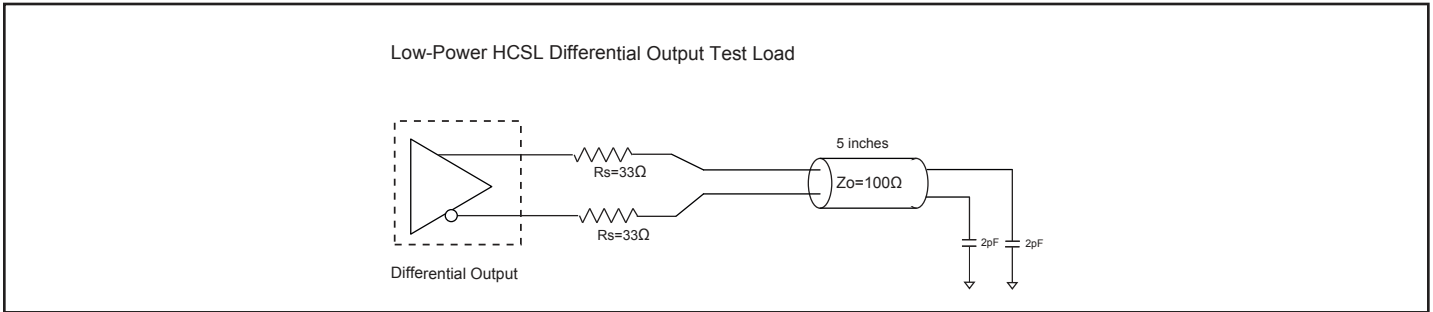 Low-Power HCSL Differential Output Test Load
5 inches
Rs=33Ω
Zo=100Ω
Rs=33Ω
2pF
2pF
Differential Output